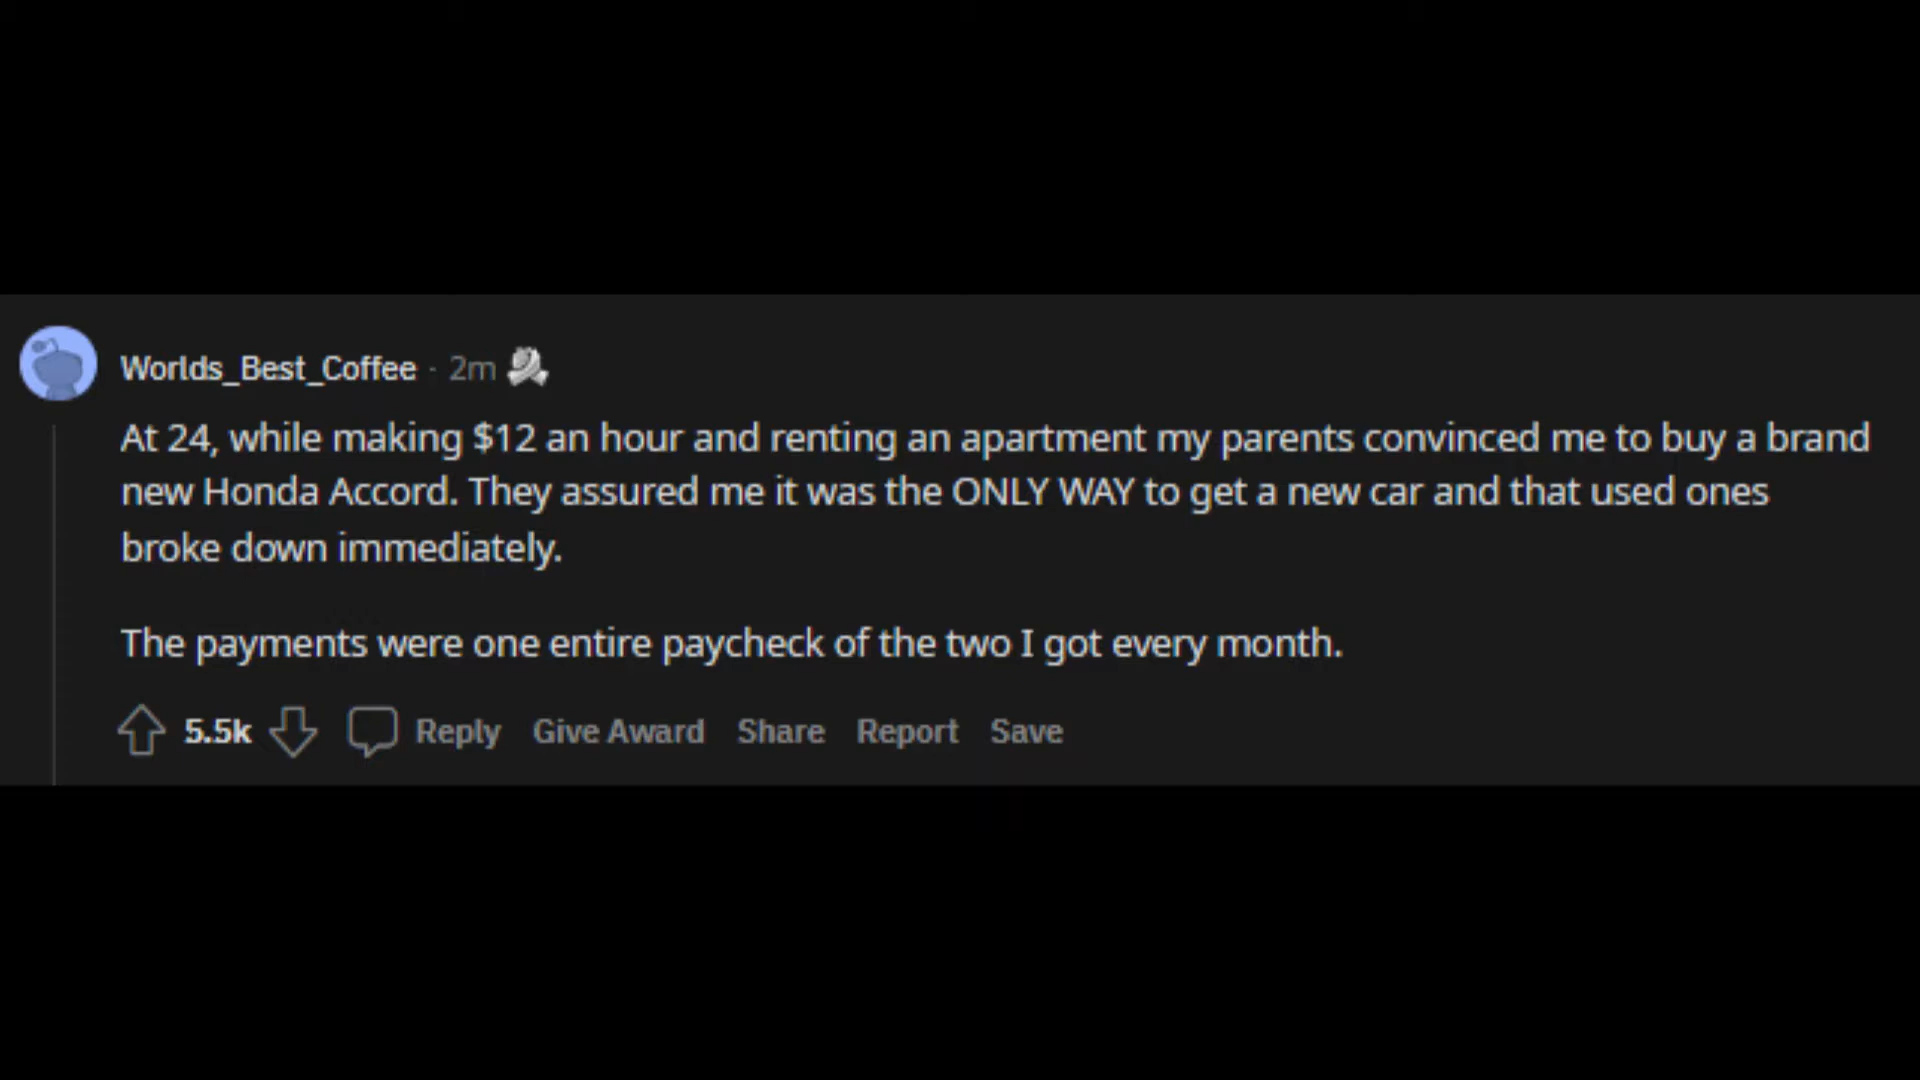 Worlds_Best_Coffee · 2m
At 24, while making $12 an hour and renting an apartment my parents convinced me to buy a brand
new Honda Accord. They assured me it was the ONLY WAY to get a new car and that used ones
broke down immediately.
The payments were one entire paycheck of the two I got every month.
5.5k Reply Give Award Share Report Save